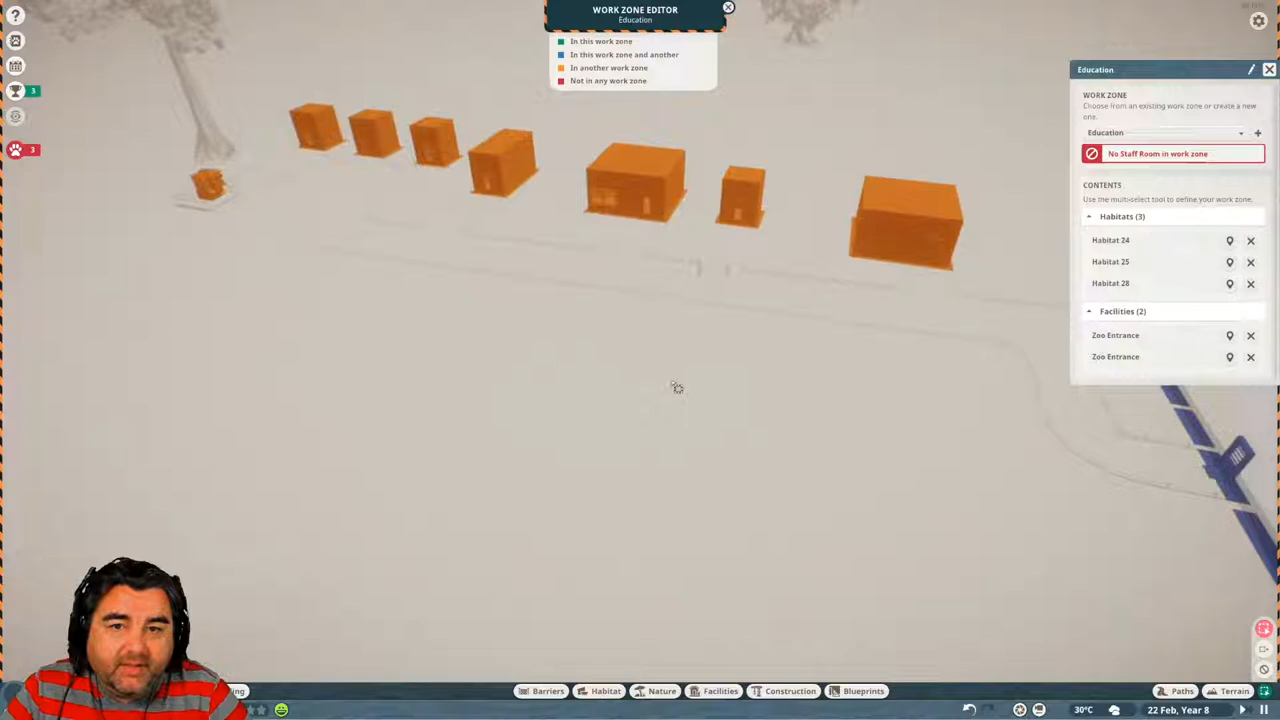 WORK ZONE EDITOR
Education
In this work zone
In this work zone and another
In another work zone
Not in any work zone
3
3
Education
WORK ZONE
Choose from an existing work zone or create a new
one.
Education
No Staff Room in work zone
CONTENTS
Use the multi-select tool to define your work zone.
Habitats (3)
Habitat 24
Habitat 25
Habitat 28
Facilities (2)
Zoo Entrance
Zoo Entrance
ng
Barriers
Habitat
Nature
Facilities
Construction
Blueprints
Paths
Terrain
30°C
22 Feb, Year 8